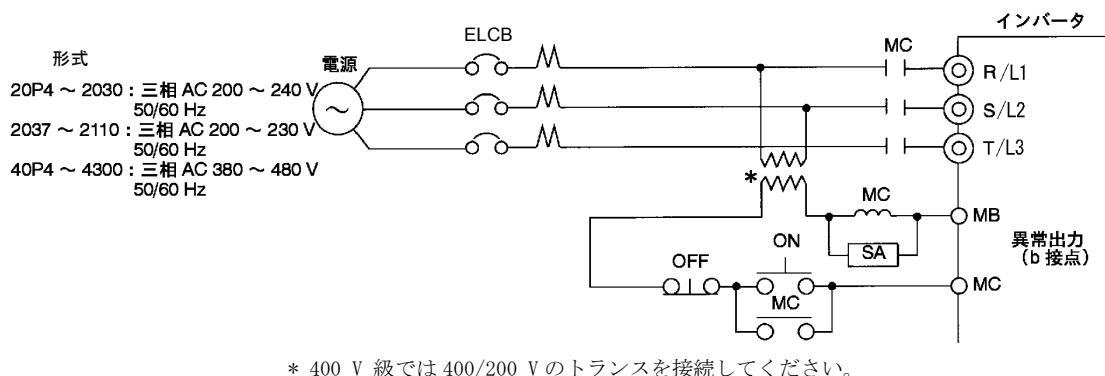 インバータ
ELCB
MC
形式
電源
R/L1
20P4 ～ 2030 : 三相 AC 200 ～ 240 V
50/60 Hz
～
S/L2
2037 ～ 2110 : 三相 AC 200 ～ 230 V
50/60 Hz
T/L3
40P4 ～ 4300 : 三相 AC 380 ～ 480 V
50/60 Hz
*
MC
MB
異常出力
(b 接点)
SA
ON
OFF
MC
MC
* 400 V 級では 400/200 V のトランスを接続してください。